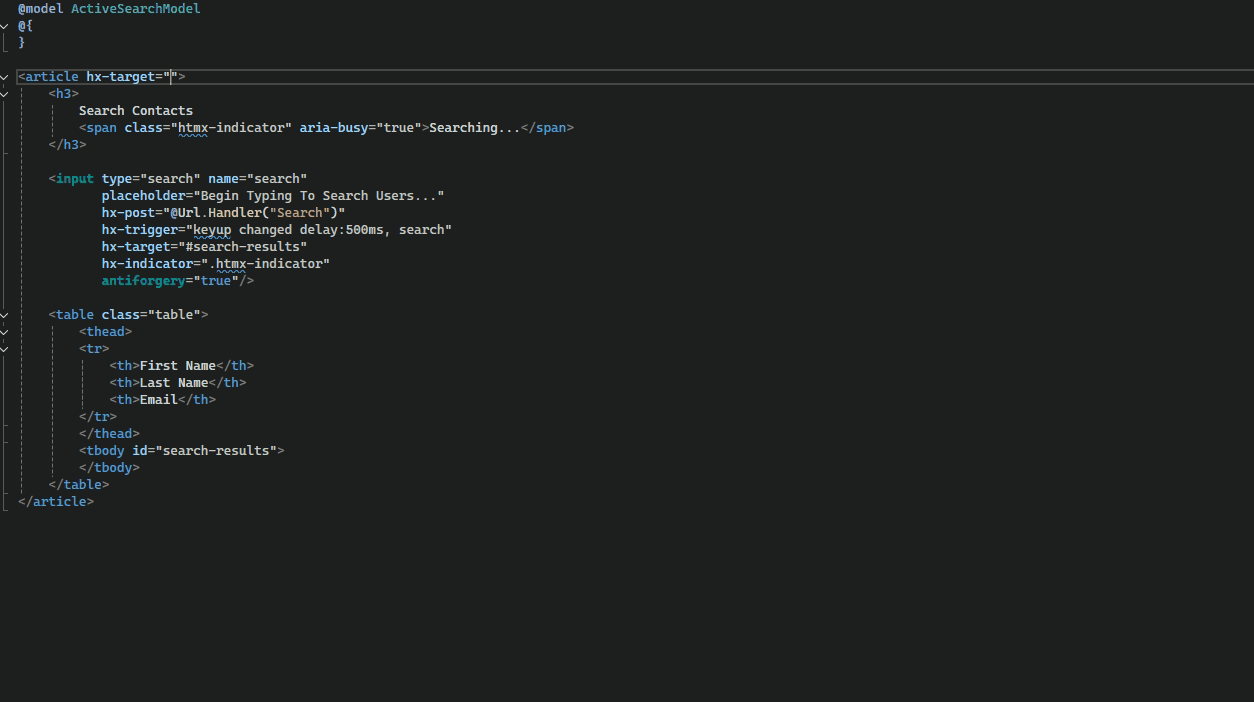 @model ActiveSearchModel
@{
}
<article hx-target="">
<h3>
Search Contacts
<span class="htmx-indicator" aria-busy="true">Searching...</span>
</h3>
<input type="search" name="search"
placeholder="Begin Typing To Search Users..."
hx-post="@Url.Handler("Search")"
hx-trigger="keyup changed delay:500ms, search"
hx-target="#search-results"
hx-indicator=".htmx-indicator"
antiforgery="true"/>
<table class="table">
<thead>
<tr>
<th>First Name</th>
<th>Last Name</th>
<th>Email</th>
</tr>
</thead>
<tbody id="search-results">
</tbody>
</table>
</article>